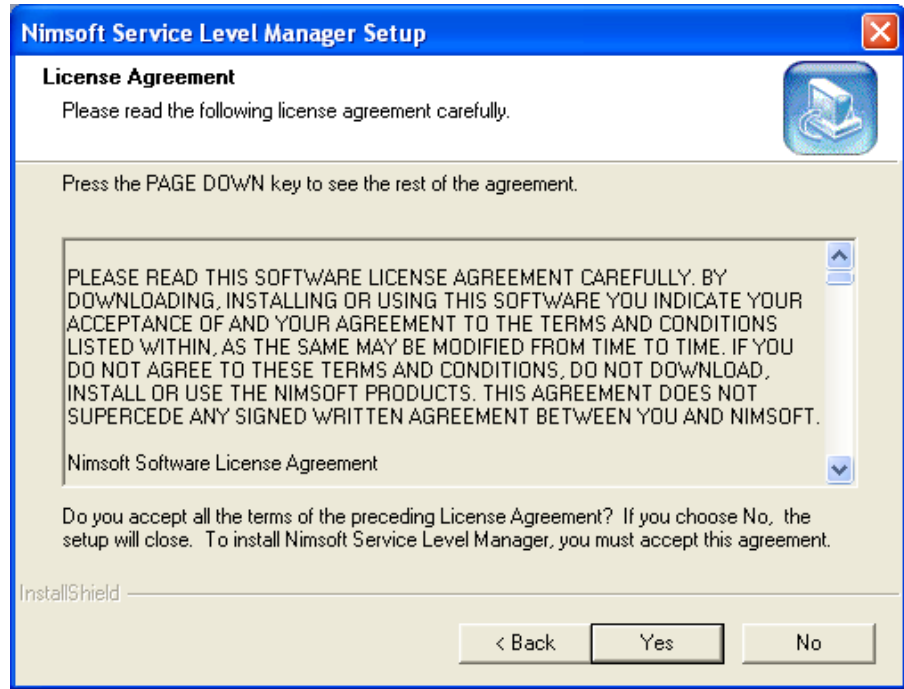 Nimsoft Service Level Manager Setup
License Agreement
Please read the following license agreement carefully.
Press the PAGE DOWN key to see the rest of the agreement.
PLEASE READ THIS SOFTWARE LICENSE AGREEMENT CAREFULLY. BY
DOWNLOADING, INSTALLING OR USING THIS SOFTWARE YOU INDICATE YOUR
ACCEPTANCE OF AND YOUR AGREEMENT TO THE TERMS AND CONDITIONS
LISTED WITHIN, AS THE SAME MAY BE MODIFIED FROM TIME TO TIME. IF YOU
DO NOT AGREE TO THESE TERMS AND CONDITIONS, DO NOT DOWNLOAD,
INSTALL OR USE THE NIMSOFT PRODUCTS. THIS AGREEMENT DOES NOT
SUPERCEDE ANY SIGNED WRITTEN AGREEMENT BETWEEN YOU AND NIMSOFT.
Nimsoft Software License Agreement
Do you accept all the terms of the preceding License Agreement?  If you choose No,  the
setup will close.  To install Nimsoft Service Level Manager, you must accept this agreement.
InstallShield
< Back
Yes
No